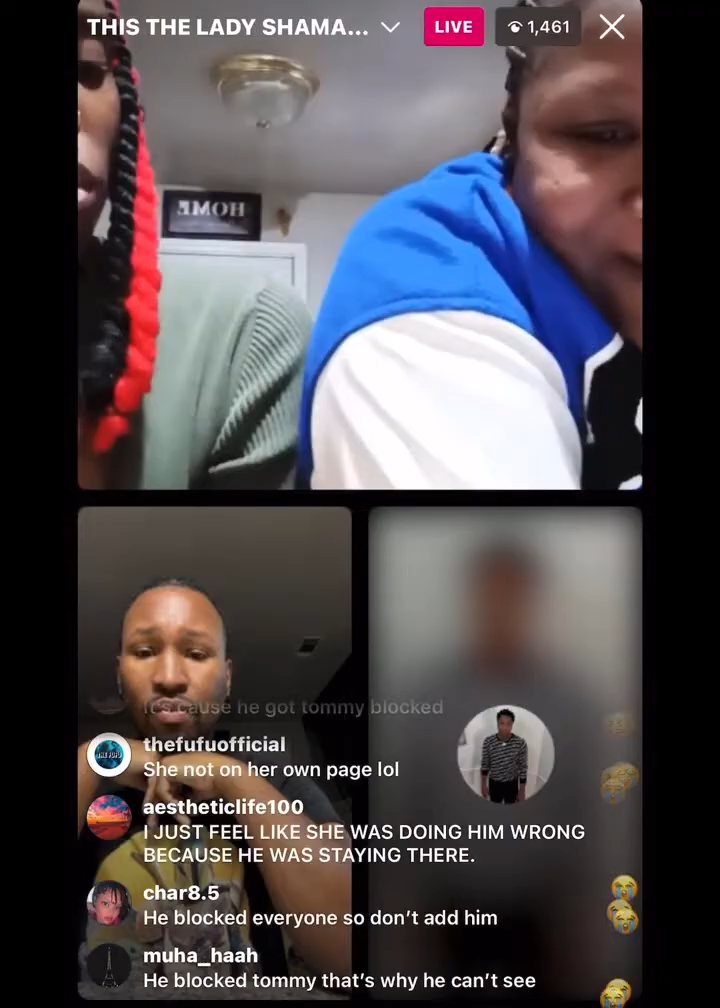 THIS THE LADY SHAMA...
LIVE
1,461
HOME
It's cause he got tommy blocked
thefufuofficial
She not on her own page lol
aestheticlife100
I JUST FEEL LIKE SHE WAS DOING HIM WRONG
BECAUSE HE WAS STAYING THERE.
char8.5
He blocked everyone so don't add him
muha_haah
He blocked tommy that's why he can't see